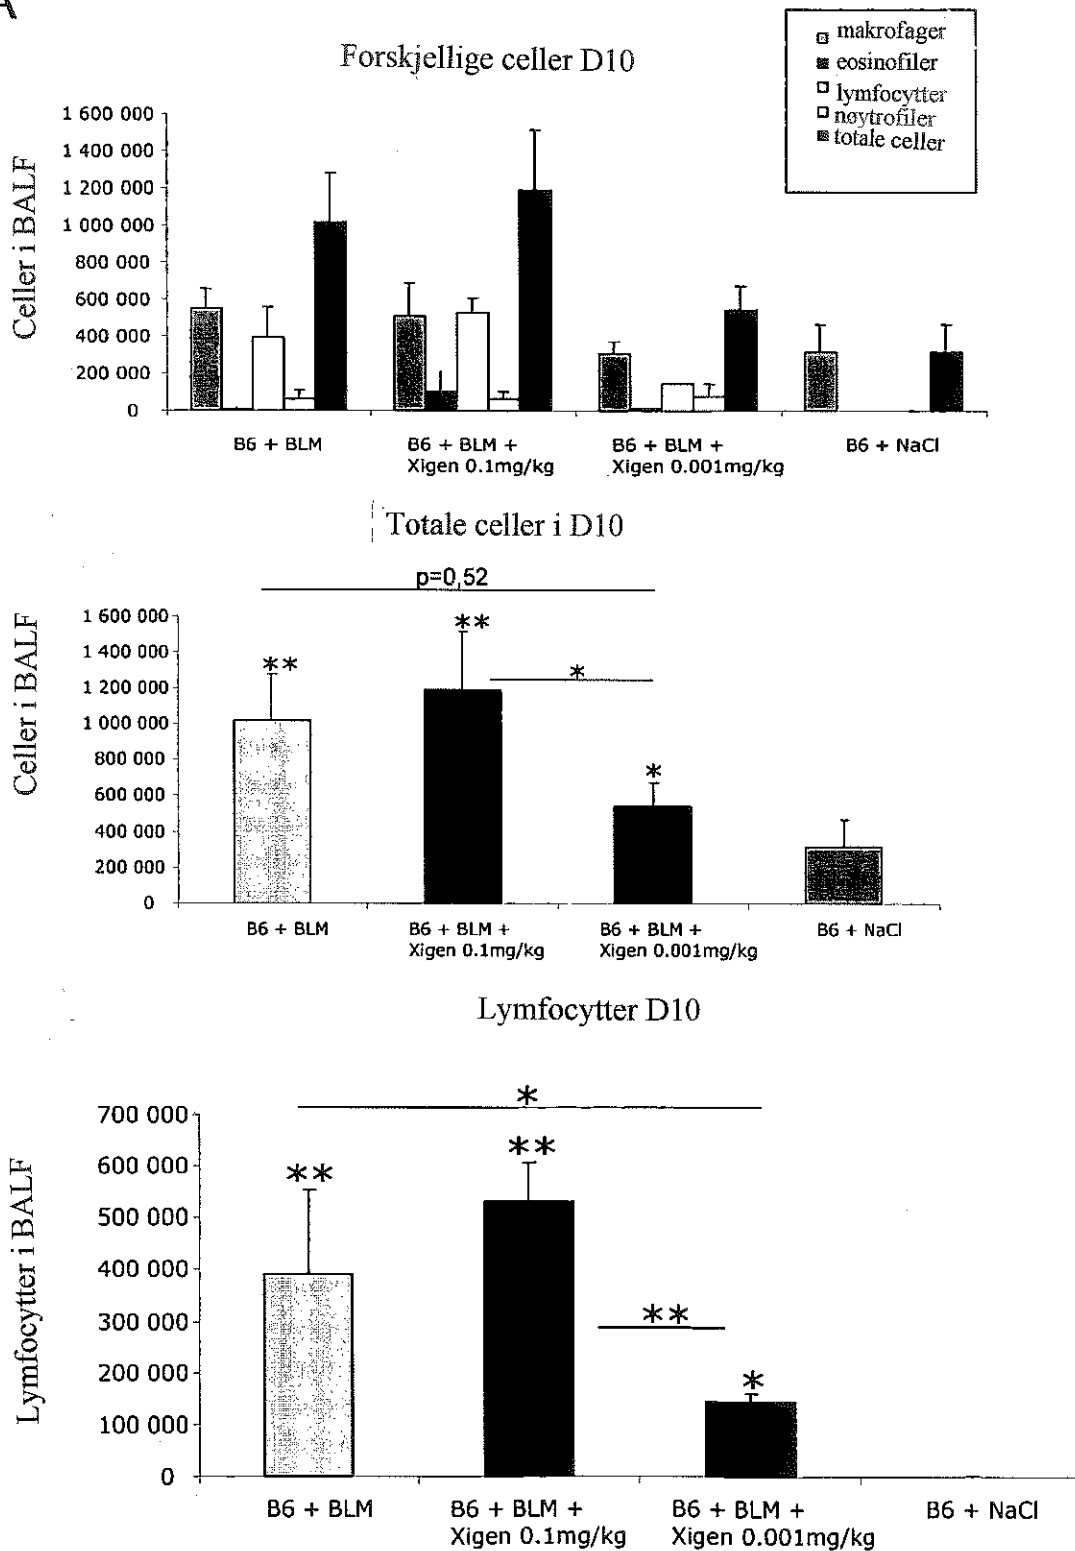 A
Forskjellige celler D10
makrofager
eosinofiler
lymfocytter
nøytrofiler
totale celler
Celler i BALF
1 600 000
1 400 000
1 200 000
1 000 000
800 000
600 000
400 000
200 000
0
B6 + BLM
B6 + BLM +
Xigen 0.1mg/kg
B6 + BLM +
Xigen 0.001mg/kg
B6 + NaCl
Totale celler i D10
p=0,52
Celler i BALF
1 600 000
1 400 000
1 200 000
1 000 000
800 000
600 000
400 000
200 000
0
**
**
*
*
B6 + BLM
B6 + BLM +
Xigen 0.1mg/kg
B6 + BLM +
Xigen 0.001mg/kg
B6 + NaCl
Lymfocytter D10
Lymfocytter i BALF
700 000
600 000
500 000
400 000
300 000
200 000
100 000
0
*
**
**
**
*
B6 + BLM
B6 + BLM +
Xigen 0.1mg/kg
B6 + BLM +
Xigen 0.001mg/kg
B6 + NaCl